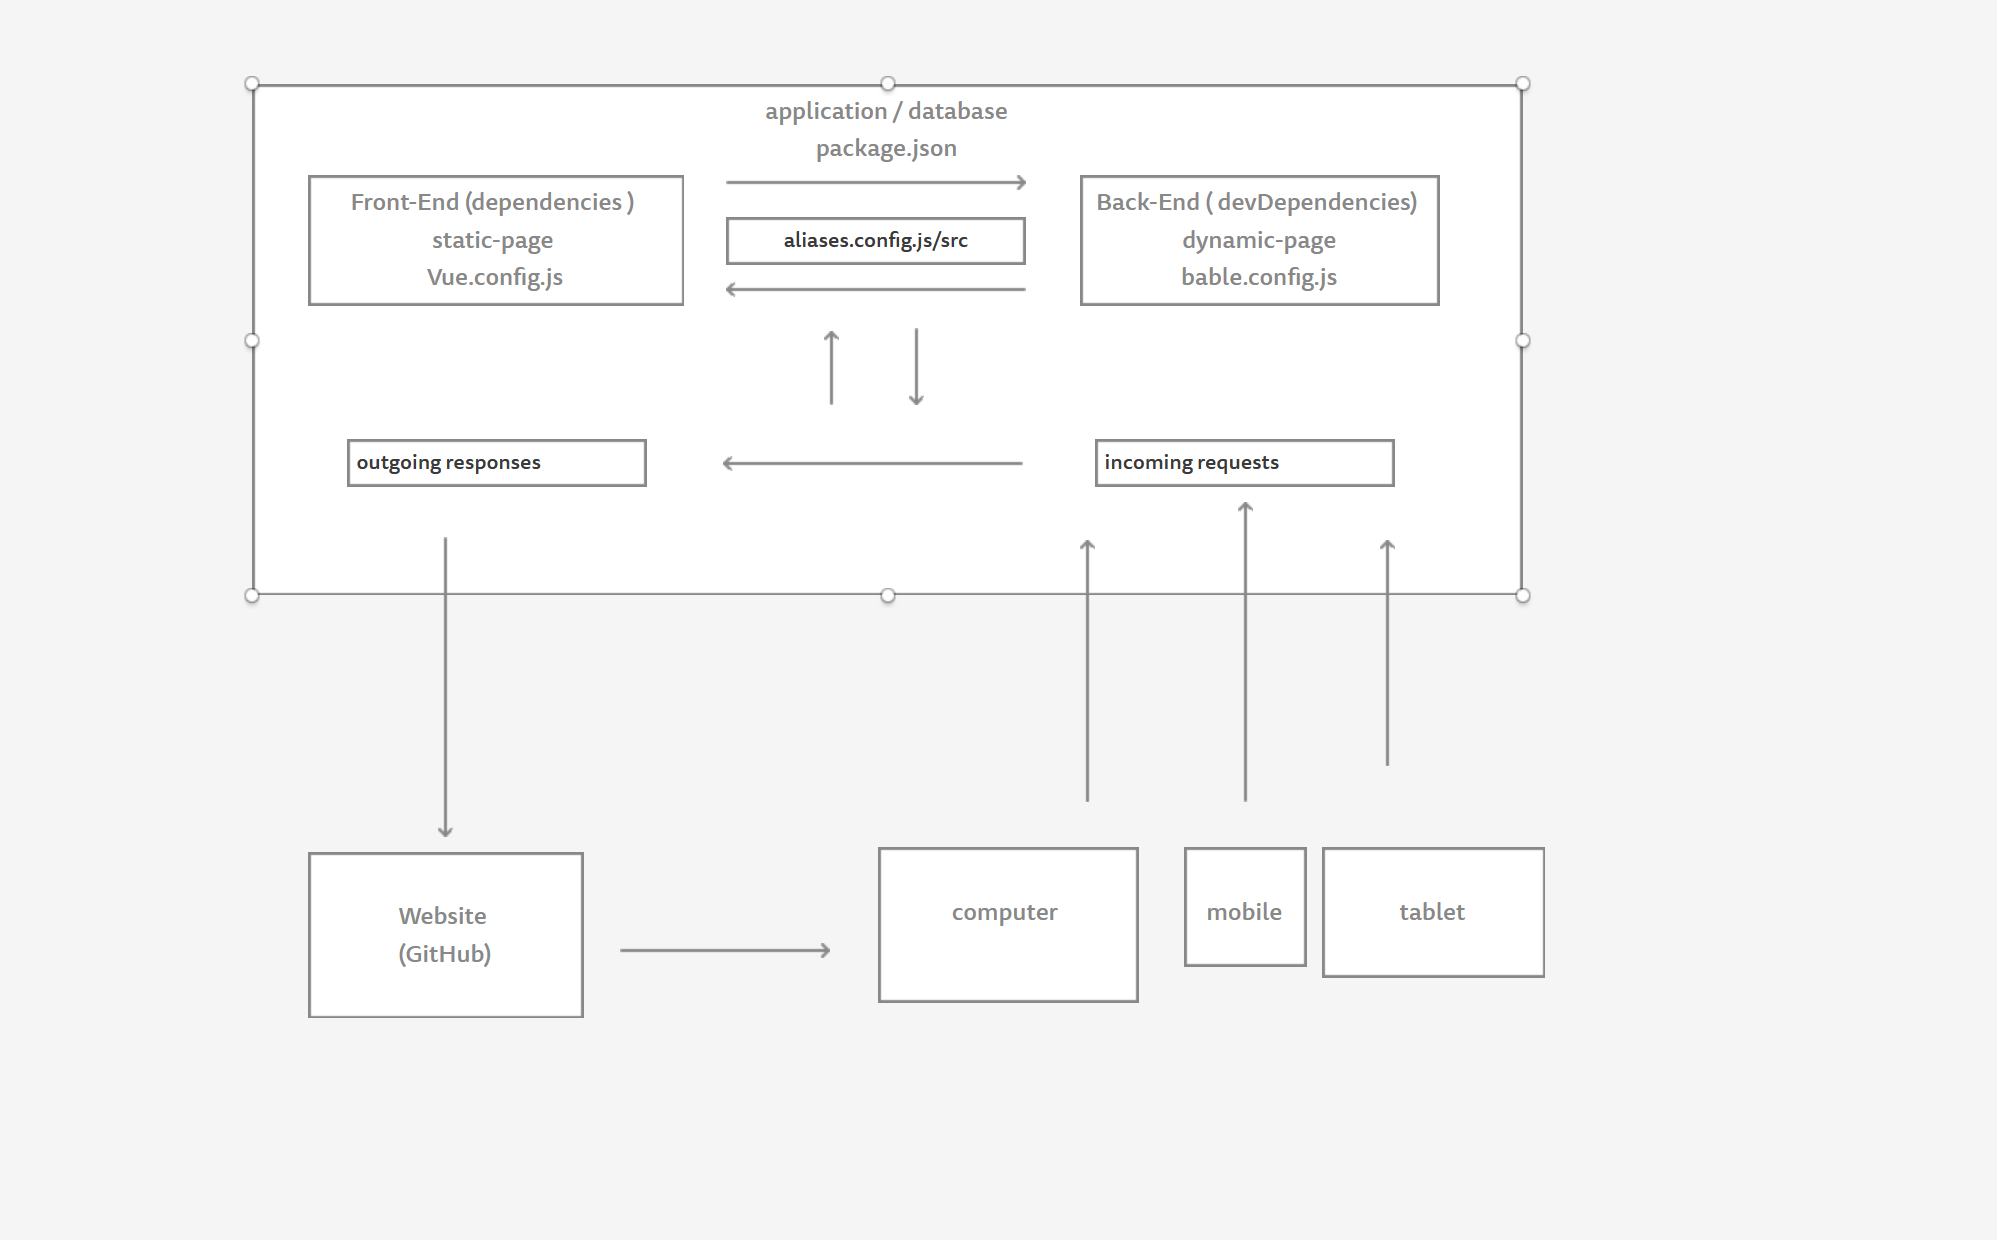 application / database
package.json
Front-End (dependencies )
static-page
Vue.config.js
aliases.config.js/src
Back-End ( devDependencies)
dynamic-page
bable.config.js
outgoing responses
incoming requests
Website
(GitHub)
computer
mobile
tablet